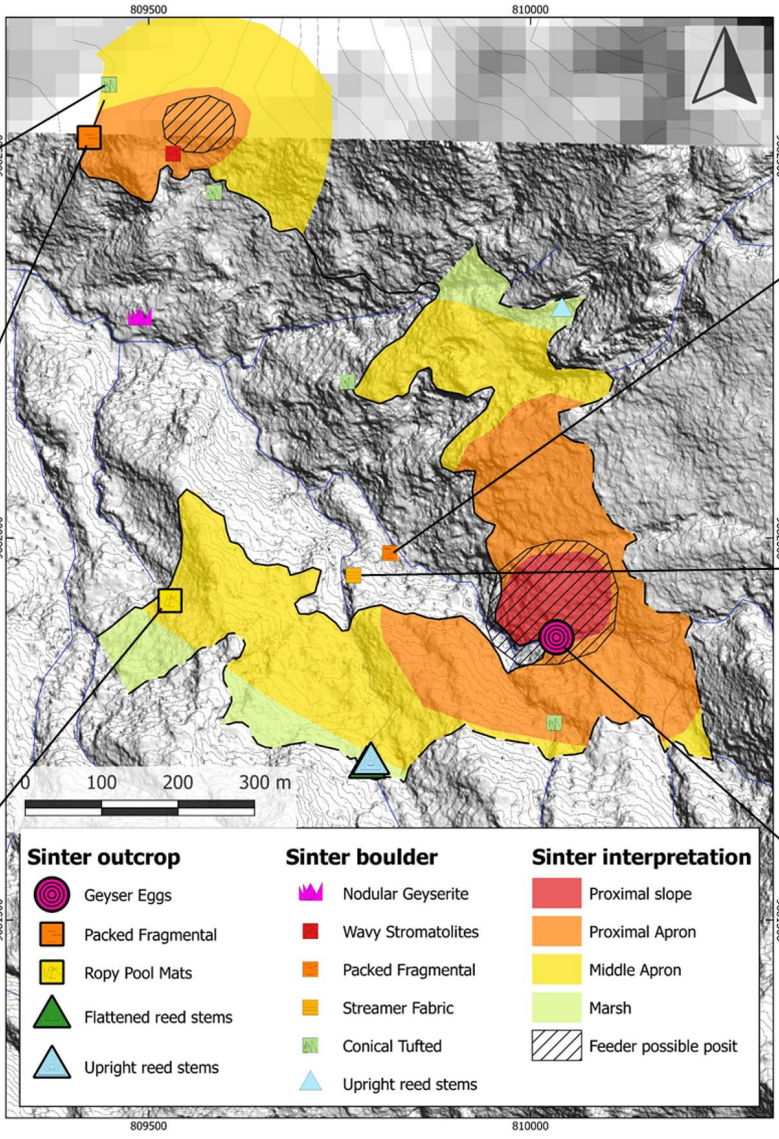 809500 810000
0 100 200 300 m
Sinter outcrop
Geyser Eggs
Packed Fragmental
Ropy Pool Mats
Flattened reed stems
Upright reed stems
Sinter boulder
Nodular Geyserite
Wavy Stromatolites
Packed Fragmental
Streamer Fabric
Conical Tufted
Upright reed stems
Sinter interpretation
Proximal slope
Proximal Apron
Middle Apron
Marsh
Feeder possible posit
809500 810000